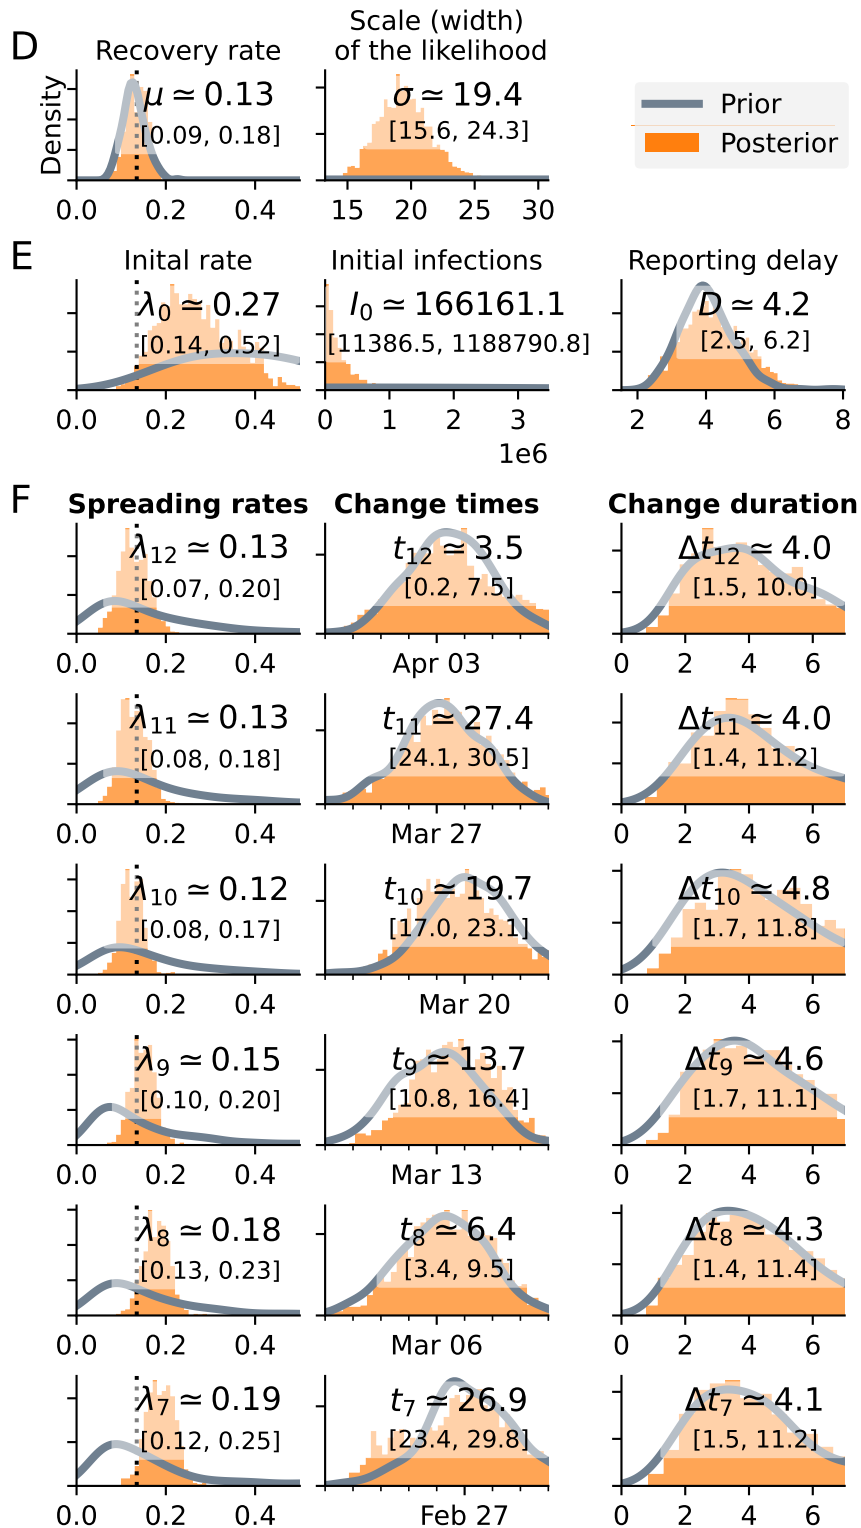 D
Recovery rate
Scale (width)
of the likelihood
Density
μ ≃ 0.13
[0.09, 0.18]
σ ≃ 19.4
[15.6, 24.3]
Prior
Posterior
0.0 0.2 0.4
15 20 25 30
E
Inital rate
Initial infections
Reporting delay
λ0 ≃ 0.27
[0.14, 0.52]
I0 ≃ 166161.1
[11386.5, 1188790.8]
D ≃ 4.2
[2.5, 6.2]
0.0 0.2 0.4
0 1 2 3
1e6
2 4 6 8
F
Spreading rates
Change times
Change duration
λ12 ≃ 0.13
[0.07, 0.20]
t12 ≃ 3.5
[0.2, 7.5]
Δt12 ≃ 4.0
[1.5, 10.0]
0.0 0.2 0.4
Apr 03
0 2 4 6
λ11 ≃ 0.13
[0.08, 0.18]
t11 ≃ 27.4
[24.1, 30.5]
Δt11 ≃ 4.0
[1.4, 11.2]
0.0 0.2 0.4
Mar 27
0 2 4 6
λ10 ≃ 0.12
[0.08, 0.17]
t10 ≃ 19.7
[17.0, 23.1]
Δt10 ≃ 4.8
[1.7, 11.8]
0.0 0.2 0.4
Mar 20
0 2 4 6
λ9 ≃ 0.15
[0.10, 0.20]
t9 ≃ 13.7
[10.8, 16.4]
Δt9 ≃ 4.6
[1.7, 11.1]
0.0 0.2 0.4
Mar 13
0 2 4 6
λ8 ≃ 0.18
[0.13, 0.23]
t8 ≃ 6.4
[3.4, 9.5]
Δt8 ≃ 4.3
[1.4, 11.4]
0.0 0.2 0.4
Mar 06
0 2 4 6
λ7 ≃ 0.19
[0.12, 0.25]
t7 ≃ 26.9
[23.4, 29.8]
Δt7 ≃ 4.1
[1.5, 11.2]
0.0 0.2 0.4
Feb 27
0 2 4 6